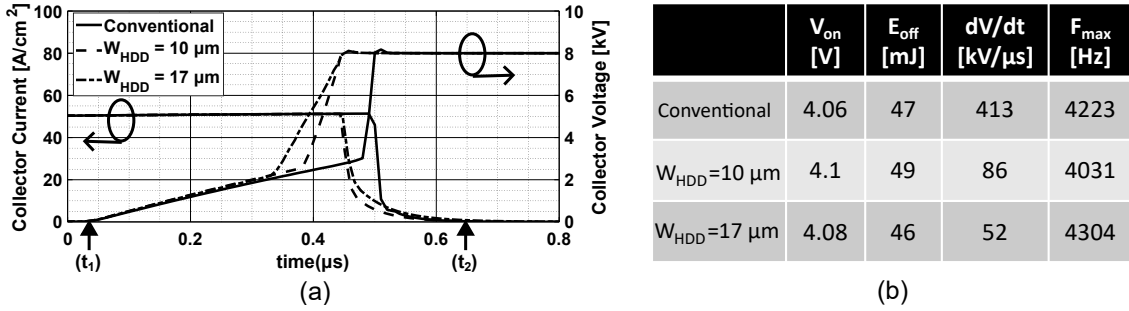 (a)
Conventional
W_HDD = 10 µm
W_HDD = 17 µm
Collector Current [A/cm²]
100
80
60
40
20
0
Collector Voltage [kV]
10
8
6
4
2
0
0 0.2 0.4 0.6 0.8
(t₁) time(µs) (t₂)
(a)
V_on [V] E_off [mJ] dV/dt [kV/µs] F_max [Hz]
Conventional 4.06 47 413 4223
W_HDD=10 µm 4.1 49 86 4031
W_HDD=17 µm 4.08 46 52 4304
(b)